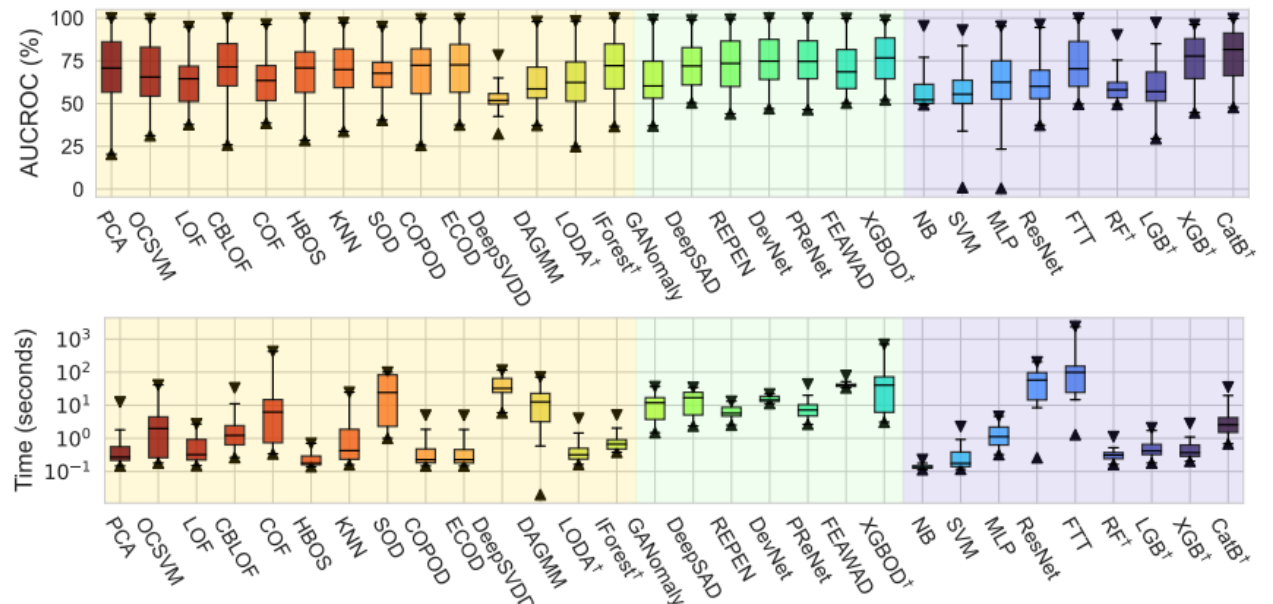 AUCROC (%)
100
75
50
25
0
PCA
OCSVM
LOF
CBLOF
COF
HBOS
KNN
SOD
COPOD
ECOD
DeepSVDD
DAGMM
LODA†
IForest†
GANomaly
DeepSAD
REPEN
DevNet
PReNet
FEAWAD
XGBOD†
NB
SVM
MLP
ResNet
FTT
RF†
LGB†
XGB†
CatB†
Time (seconds)
10³
10²
10¹
10⁰
10⁻¹
PCA
OCSVM
LOF
CBLOF
COF
HBOS
KNN
SOD
COPOD
ECOD
DeepSVDD
DAGMM
LODA†
IForest†
GANomaly
DeepSAD
REPEN
DevNet
PReNet
FEAWAD
XGBOD†
NB
SVM
MLP
ResNet
FTT
RF†
LGB†
XGB†
CatB†